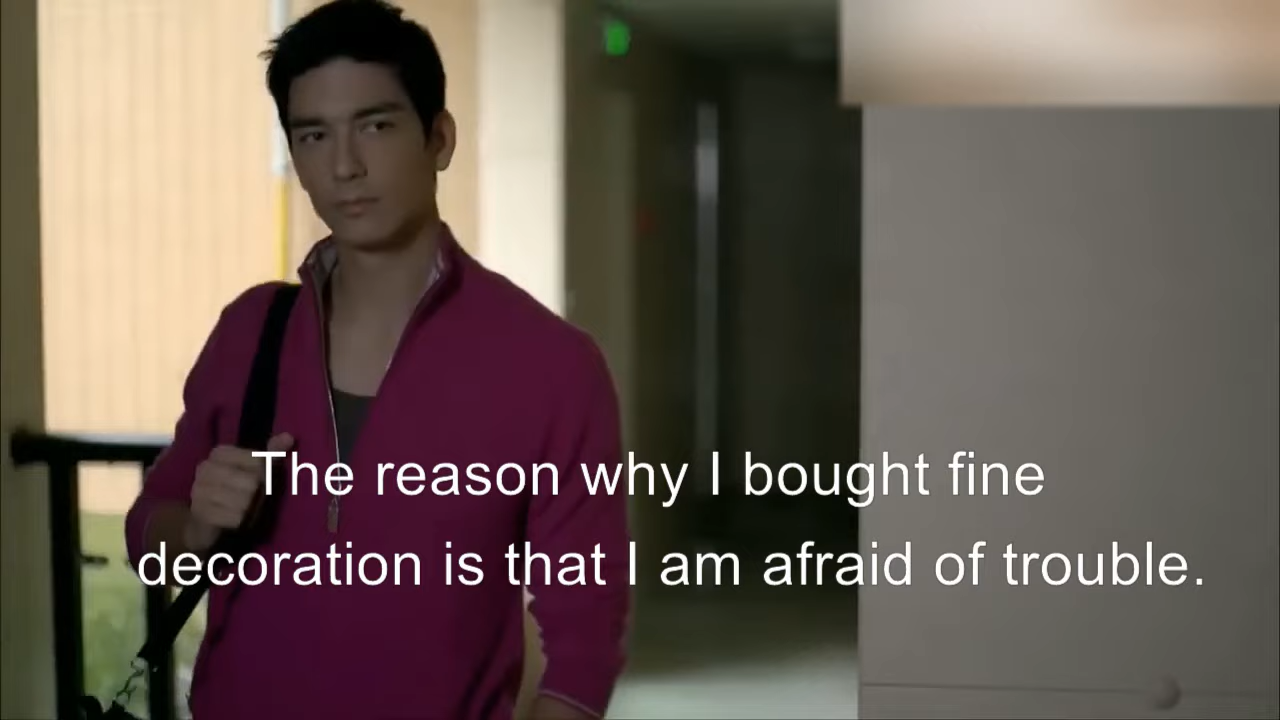 The reason why I bought fine
decoration is that I am afraid of trouble.